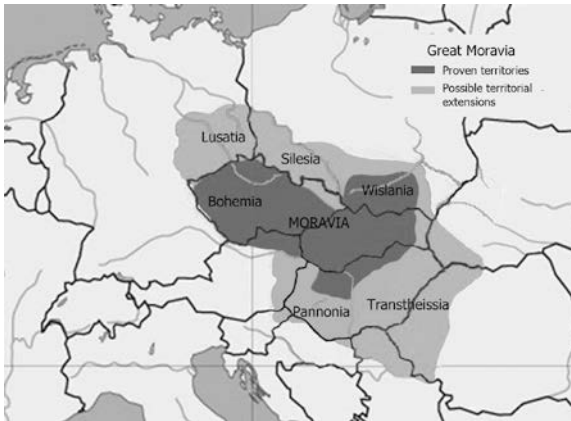 Great Moravia
Proven territories
Possible territorial
extensions
Lusatia
Silesia
Wislania
Bohemia
MORAVIA
Pannonia
Transtheissia